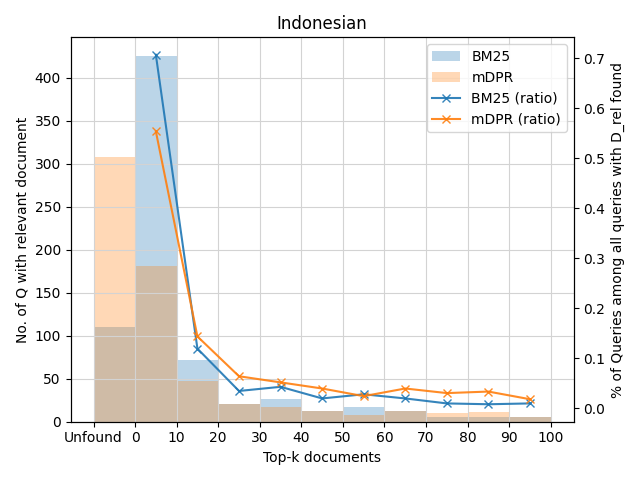 Indonesian
No. of Q with relevant document
400
350
300
250
200
150
100
50
0
BM25
mDPR
BM25 (ratio)
mDPR (ratio)
0.7
0.6
0.5
0.4
0.3
0.2
0.1
0.0
% of Queries among all queries with D_rel found
Unfound 0 10 20 30 40 50 60 70 80 90 100
Top-k documents